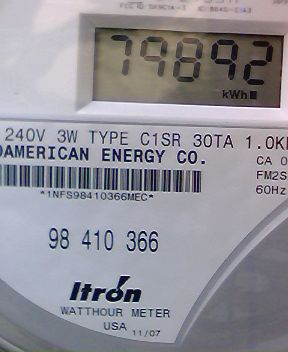 79892
kWh
240V 3W TYPE C1SR 30TA 1.0
AMERICAN ENERGY CO.
CA 0
FM2S
60Hz
*1NFS98410366MEC*
98 410 366
Itron
WATTHOUR METER
USA 11/07